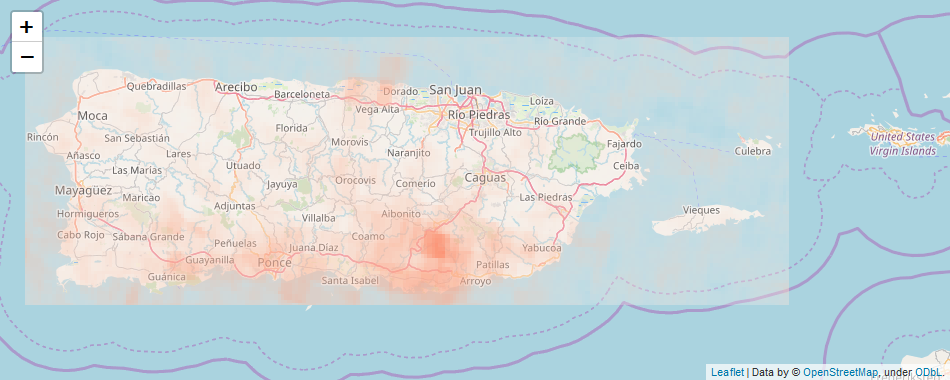 +
−
Quebradillas
Arecibo
Barceloneta
Dorado
San Juan
Loíza
Moca
Vega Alta
Río Piedras
Río Grande
Rincón
San Sebastián
Florida
Morovis
Trujillo Alto
Fajardo
United States
Virgin Islands
Añasco
Lares
Naranjito
Culebra
Las Marías
Utuado
Ceiba
Mayagüez
Maricao
Jayuya
Orocovis
Comerío
Caguas
Las Piedras
Hormigueros
Adjuntas
Villalba
Aibonito
Vieques
Cabo Rojo
Sábana Grande
Peñuelas
Juana Díaz
Coamo
Yabucoa
Guayanilla
Ponce
Patillas
Guánica
Santa Isabel
Arroyo
Leaflet | Data by © OpenStreetMap, under ODbL.